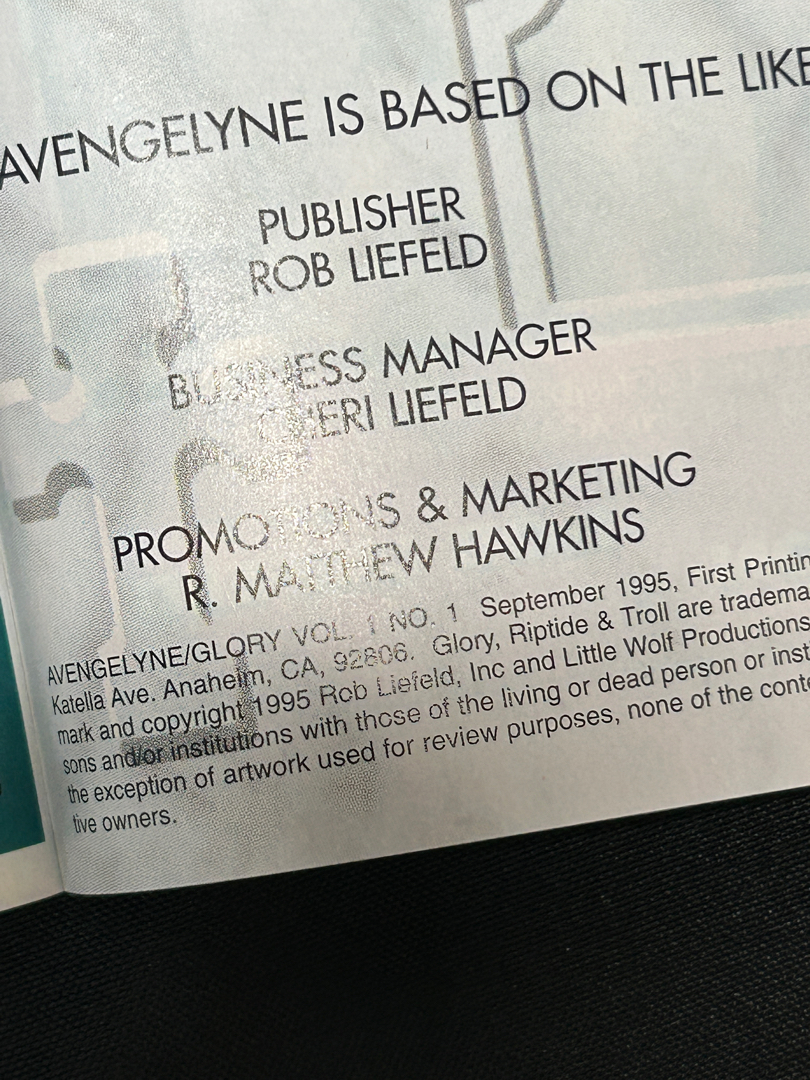 AVENGELYNE IS BASED ON THE LIKE
PUBLISHER
ROB LIEFELD
BUSINESS MANAGER
CHERI LIEFELD
PROMOTIONS & MARKETING
R. MATTHEW HAWKINS
AVENGELYNE/GLORY VOL. 1 NO. 1 September 1995, First Printin
Katella Ave. Anaheim, CA, 92806. Glory, Riptide & Troll are tradema
mark and copyright 1995 Rob Liefeld, Inc and Little Wolf Productions
sons and/or institutions with those of the living or dead person or inst
the exception of artwork used for review purposes, none of the conte
tive owners.